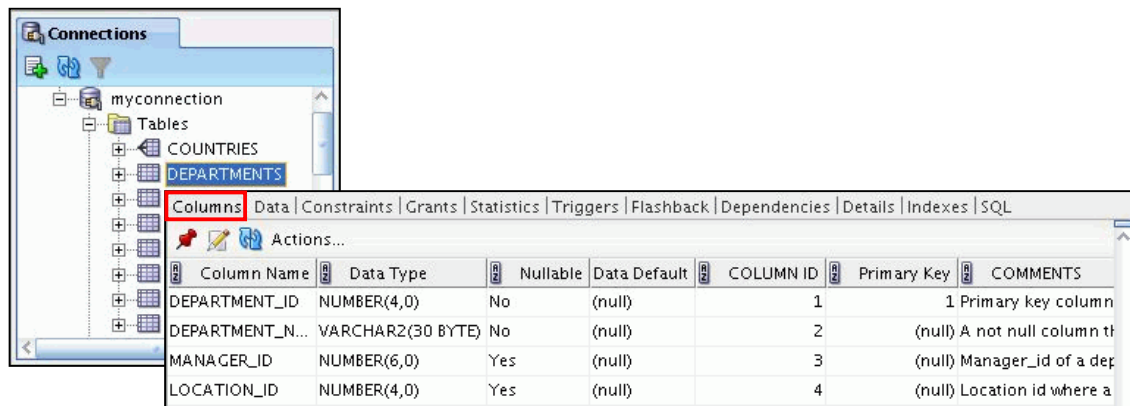 Connections
myconnection
Tables
COUNTRIES
DEPARTMENTS
Columns Data | Constraints | Grants | Statistics | Triggers | Flashback | Dependencies | Details | Indexes | SQL
Actions...
Column Name Data Type Nullable Data Default COLUMN ID Primary Key COMMENTS
DEPARTMENT_ID NUMBER(4,0) No (null) 1 1 Primary key column
DEPARTMENT_N... VARCHAR2(30 BYTE) No (null) 2 (null) A not null column th
MANAGER_ID NUMBER(6,0) Yes (null) 3 (null) Manager_id of a dep
LOCATION_ID NUMBER(4,0) Yes (null) 4 (null) Location id where a